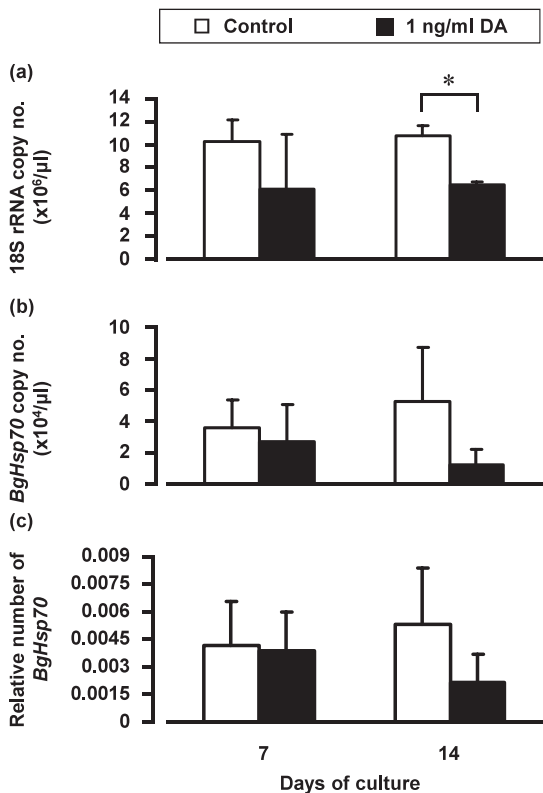 Control
1 ng/ml DA
(a)
18S rRNA copy no.
(x10⁶/µl)
14
12
10
8
6
4
2
0
*
(b)
BgHsp70 copy no.
(x10⁴/µl)
10
8
6
4
2
0
(c)
Relative number of
BgHsp70
0.009
0.0075
0.006
0.0045
0.003
0.0015
0
7
14
Days of culture